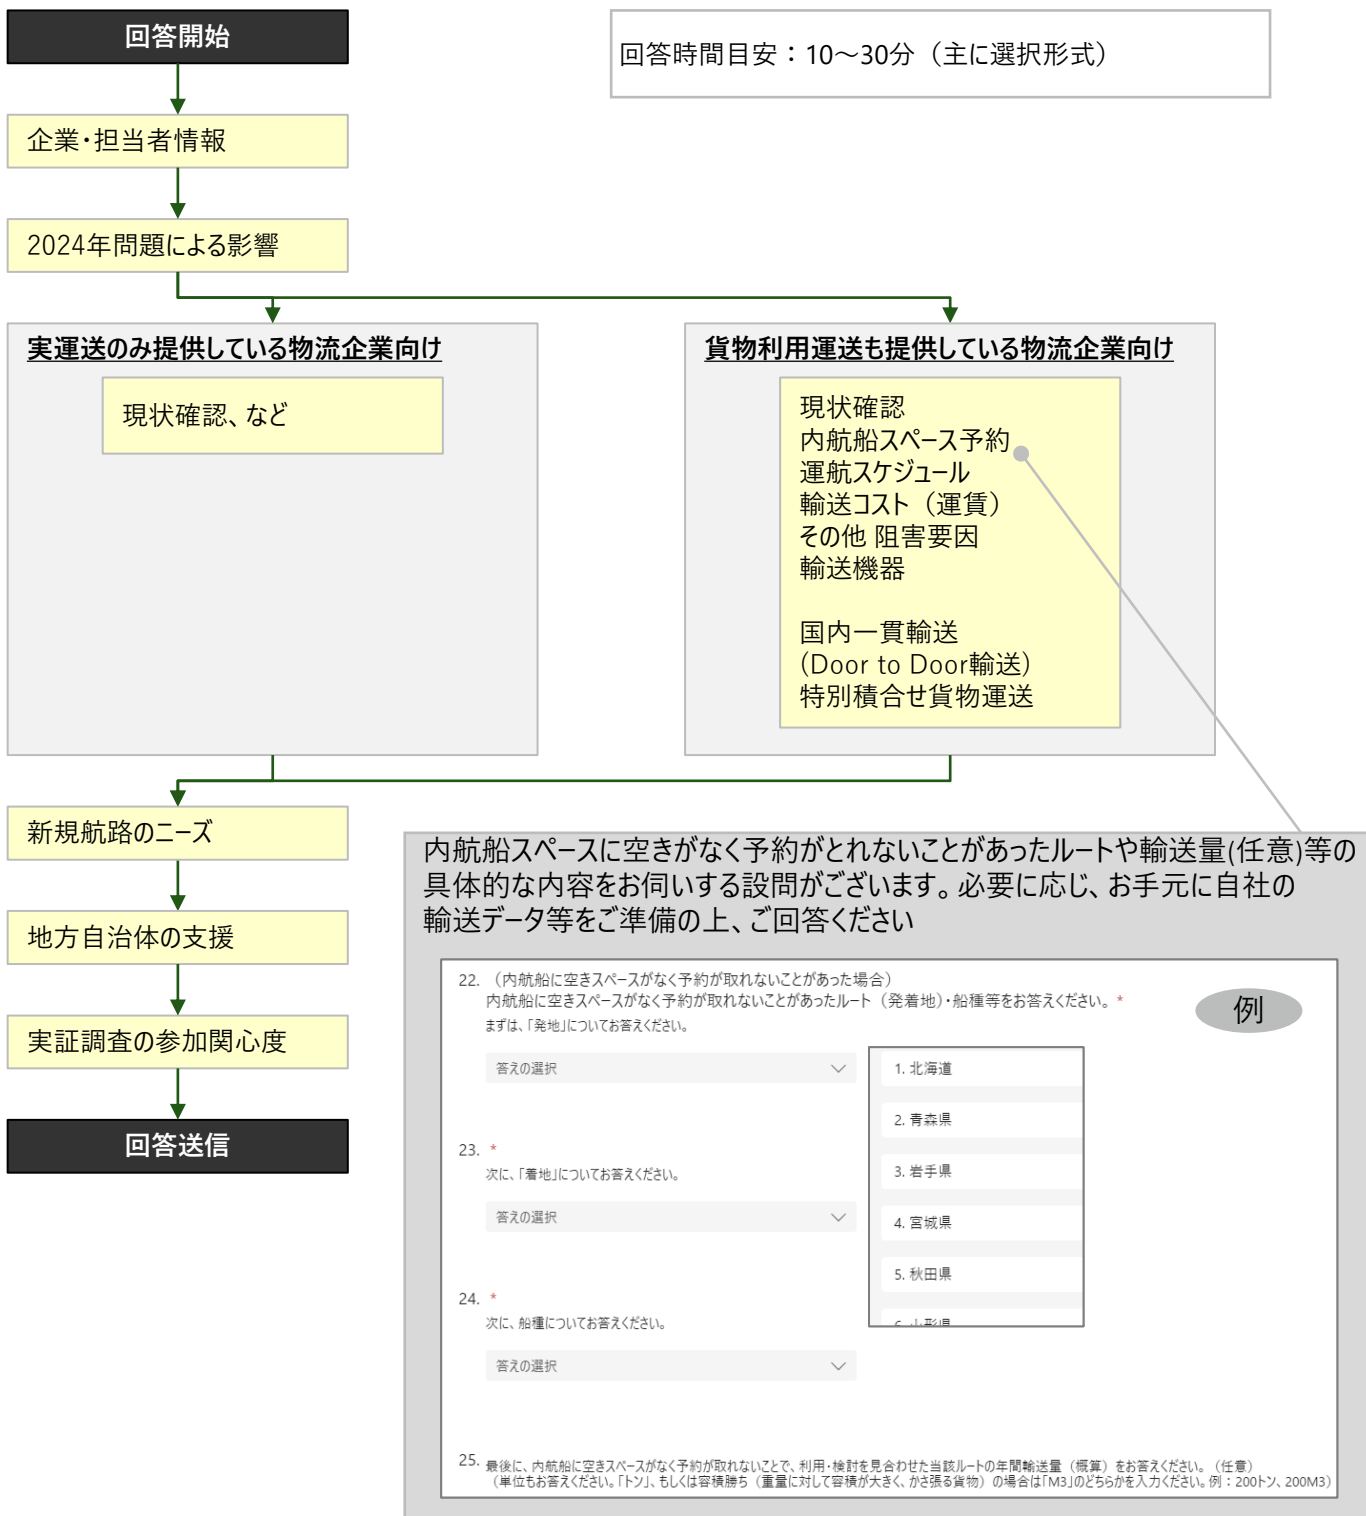 回答開始
回答時間目安：10～30分（主に選択形式）
企業・担当者情報
2024年問題による影響
実運送のみ提供している物流企業向け
現状確認、など
貨物利用運送も提供している物流企業向け
現状確認
内航船スペース予約
運航スケジュール
輸送コスト（運賃）
その他 阻害要因
輸送機器
国内一貫輸送
(Door to Door輸送)
特別積合せ貨物運送
新規航路のニーズ
地方自治体の支援
実証調査の参加関心度
回答送信
内航船スペースに空きがなく予約がとれないことがあったルートや輸送量(任意)等の
具体的な内容をお伺いする設問がございます。必要に応じ、お手元に自社の
輸送データ等をご準備の上、ご回答ください
例
22. （内航船に空きスペースがなく予約が取れないことがあった場合）
内航船に空きスペースがなく予約が取れないことがあったルート（発着地）・船種等をお答えください。 *
まずは、「発地」についてお答えください。
答えの選択
1. 北海道
2. 青森県
3. 岩手県
4. 宮城県
5. 秋田県
6. 山形県
23. *
次に、「着地」についてお答えください。
答えの選択
24. *
次に、船種についてお答えください。
答えの選択
25. 最後に、内航船に空きスペースがなく予約が取れないことで、利用・検討を見合わせた当該ルートの年間輸送量（概算）をお答えください。（任意）
（単位もお答えください。「トン」、もしくは容積勝ち（重量に対して容積が大きく、かさ張る貨物）の場合は「M3」のどちらかを入力ください。例：200トン、200M3）